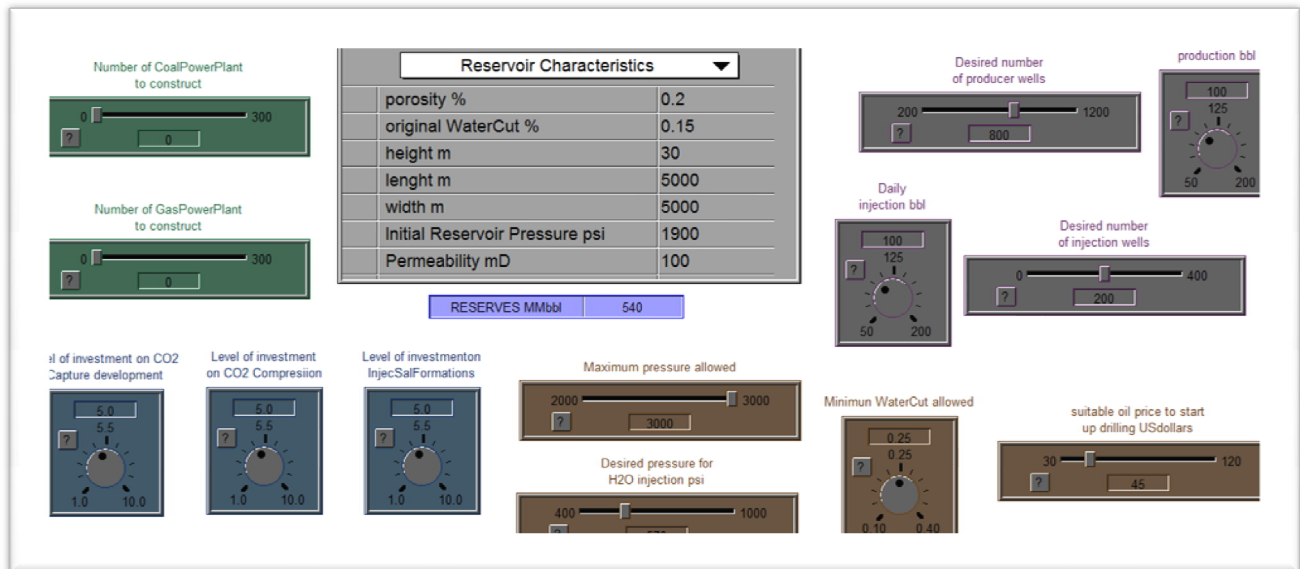 Number of CoalPowerPlant
to construct
0 300
?
0
Number of GasPowerPlant
to construct
0 300
?
0
Reservoir Characteristics
porosity % 0.2
original WaterCut % 0.15
height m 30
lenght m 5000
width m 5000
Initial Reservoir Pressure psi 1900
Permeability mD 100
RESERVES MMbbl 540
Desired number
of producer wells
200 1200
?
800
production bbl
100
125
?
50 200
Daily
injection bbl
100
125
?
50 200
Desired number
of injection wells
0 400
?
200
el of investment on CO2
Capture development
5.0
5.5
?
1.0 10.0
Level of investment
on CO2 Compresiion
5.0
5.5
?
1.0 10.0
Level of investmenton
InjecSalFormations
5.0
5.5
?
1.0 10.0
Maximum pressure allowed
2000 3000
?
3000
Desired pressure for
H2O injection psi
400 1000
Minimun WaterCut allowed
0.25
0.25
?
0.10 0.40
suitable oil price to start
up drilling USdollars
30 120
?
45